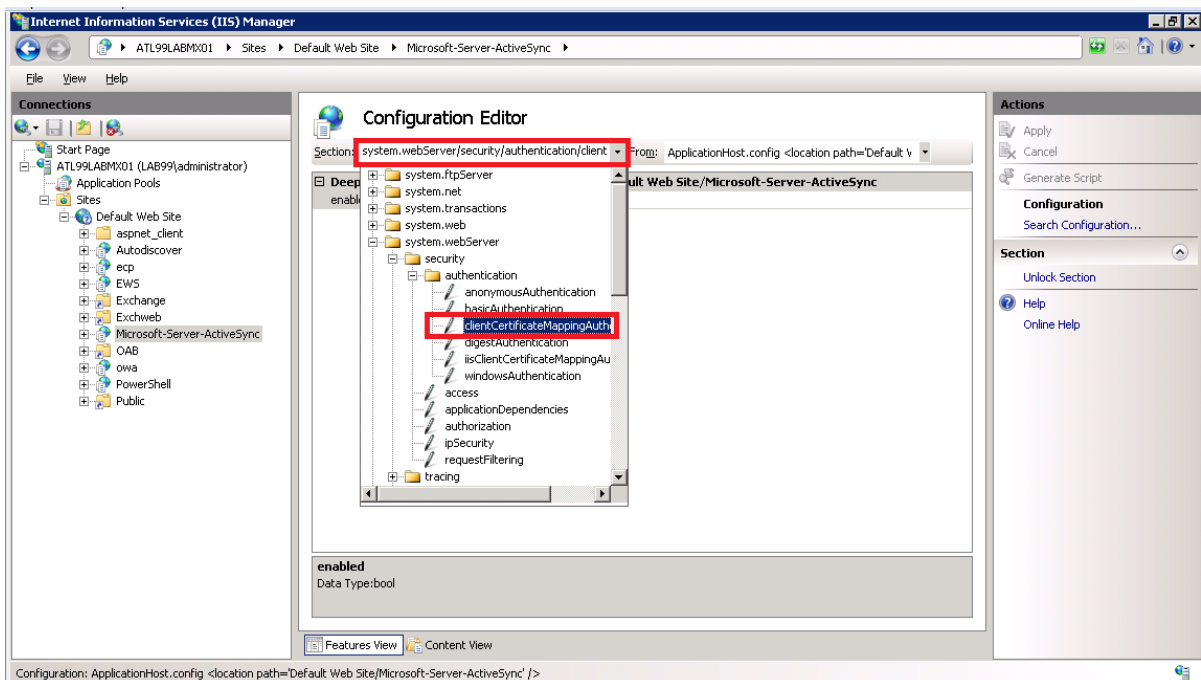 Internet Information Services (IIS) Manager
ATL99LABMX01 Sites Default Web Site Microsoft-Server-ActiveSync
File View Help
Connections
Start Page
ATL99LABMX01 (LAB99\administrator)
Application Pools
Sites
Default Web Site
aspnet_client
Autodiscover
ecp
EWS
Exchange
Exchweb
Microsoft-Server-ActiveSync
OAB
owa
PowerShell
Public
Configuration Editor
Section: system.webServer/security/authentication/client From: ApplicationHost.config <location path='Default
Deep ult Web Site/Microsoft-Server-ActiveSync
enabl
system.ftpServer
system.net
system.transactions
system.web
system.webServer
security
authentication
anonymousAuthentication
basicAuthentication
clientCertificateMappingAuthe
digestAuthentication
iisClientCertificateMappingAu
windowsAuthentication
access
applicationDependencies
authorization
ipSecurity
requestFiltering
tracing
enabled
Data Type:bool
Features View Content View
Actions
Apply
Cancel
Generate Script
Configuration
Search Configuration...
Section
Unlock Section
Help
Online Help
Configuration: ApplicationHost.config <location path='Default Web Site/Microsoft-Server-ActiveSync' />